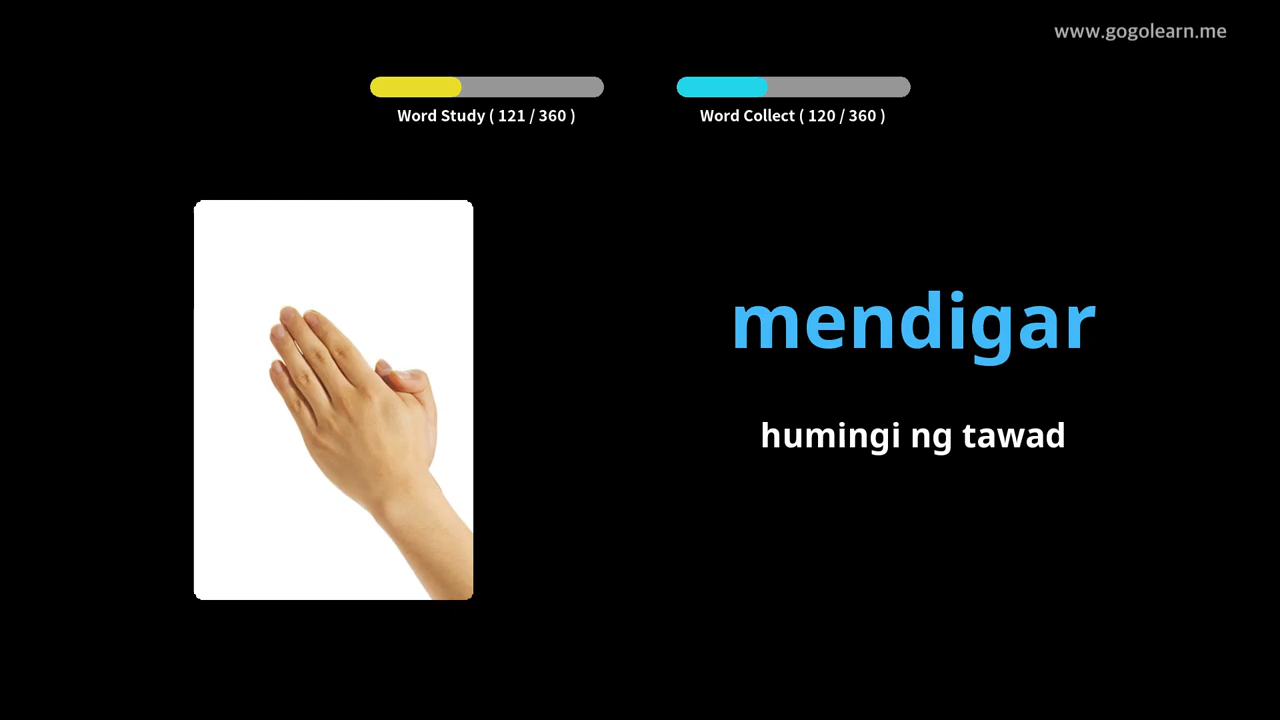 www.gogolearn.me
Word Study ( 121 / 360 )
Word Collect ( 120 / 360 )
mendigar
humingi ng tawad